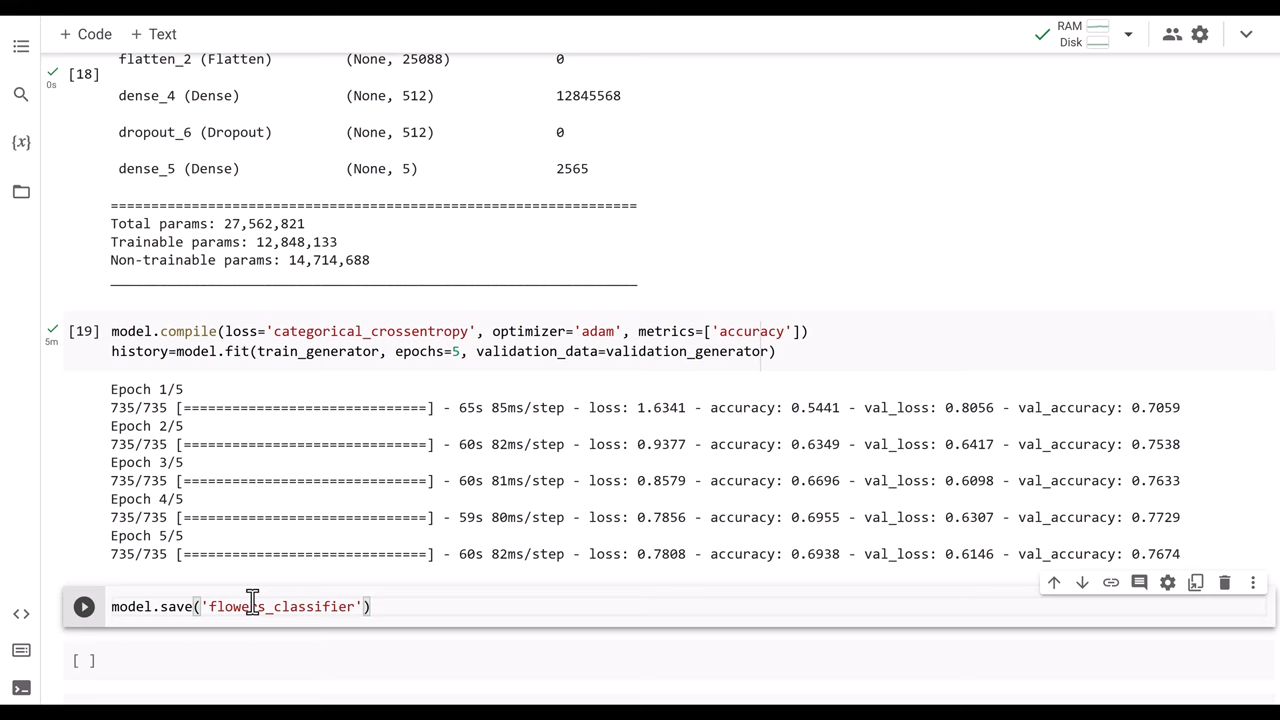 + Code + Text
RAM
Disk
flatten_2 (Flatten) (None, 25088) 0
[18]
0s
dense_4 (Dense) (None, 512) 12845568
dropout_6 (Dropout) (None, 512) 0
{x}
dense_5 (Dense) (None, 5) 2565
=================================================================
Total params: 27,562,821
Trainable params: 12,848,133
Non-trainable params: 14,714,688
_________________________________________________________________
[19] model.compile(loss='categorical_crossentropy', optimizer='adam', metrics=['accuracy'])
5m
history=model.fit(train_generator, epochs=5, validation_data=validation_generator)
Epoch 1/5
735/735 [==============================] - 65s 85ms/step - loss: 1.6341 - accuracy: 0.5441 - val_loss: 0.8056 - val_accuracy: 0.7059
Epoch 2/5
735/735 [==============================] - 60s 82ms/step - loss: 0.9377 - accuracy: 0.6349 - val_loss: 0.6417 - val_accuracy: 0.7538
Epoch 3/5
735/735 [==============================] - 60s 81ms/step - loss: 0.8579 - accuracy: 0.6696 - val_loss: 0.6098 - val_accuracy: 0.7633
Epoch 4/5
735/735 [==============================] - 59s 80ms/step - loss: 0.7856 - accuracy: 0.6955 - val_loss: 0.6307 - val_accuracy: 0.7729
Epoch 5/5
735/735 [==============================] - 60s 82ms/step - loss: 0.7808 - accuracy: 0.6938 - val_loss: 0.6146 - val_accuracy: 0.7674
model.save('flowers_classifier')
[ ]